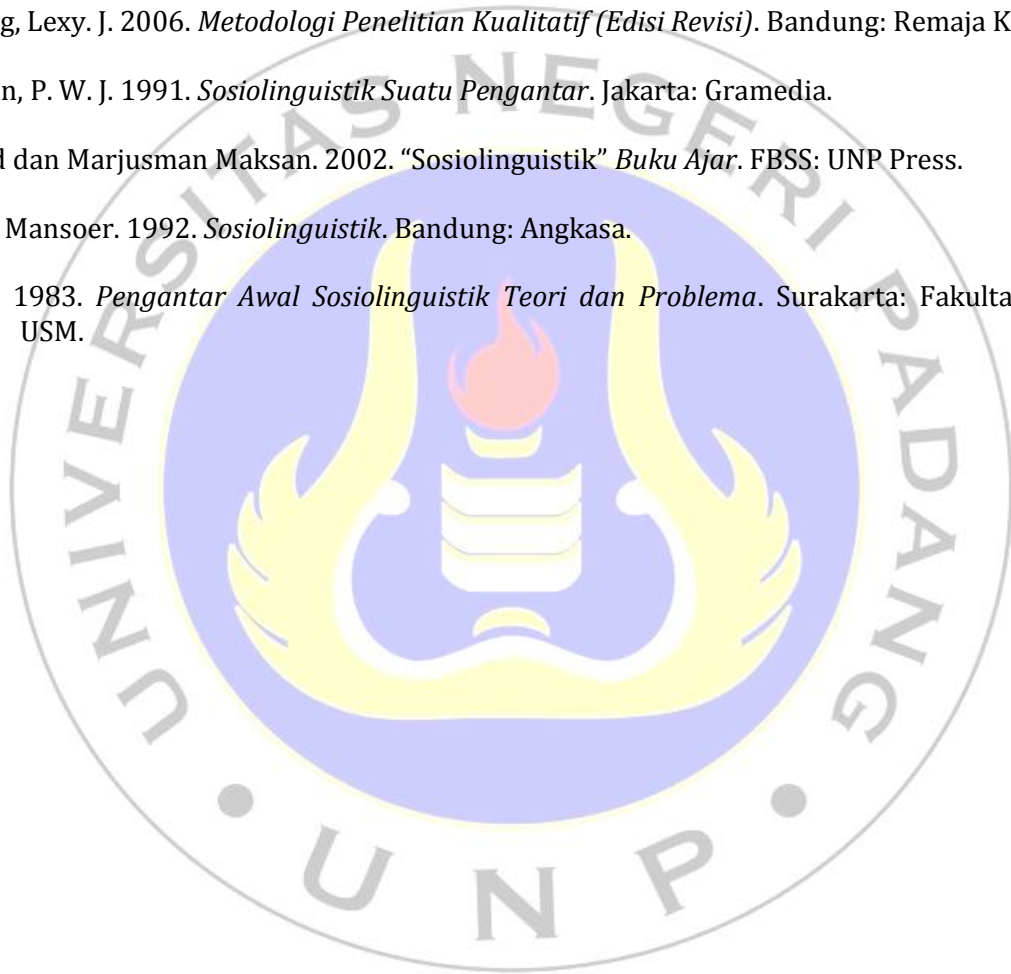 g, Lexy. J. 2006. Metodologi Penelitian Kualitatif (Edisi Revisi). Bandung: Remaja K
n, P. W. J. 1991. Sosiolinguistik Suatu Pengantar. Jakarta: Gramedia.
d dan Marjusman Maksan. 2002. “Sosiolinguistik” Buku Ajar. FBSS: UNP Press.
Mansoer. 1992. Sosiolinguistik. Bandung: Angkasa.
1983. Pengantar Awal Sosiolinguistik Teori dan Problema. Surakarta: Fakulta
USM.
UNIVERSITAS NEGERI PADANG
• UNP •